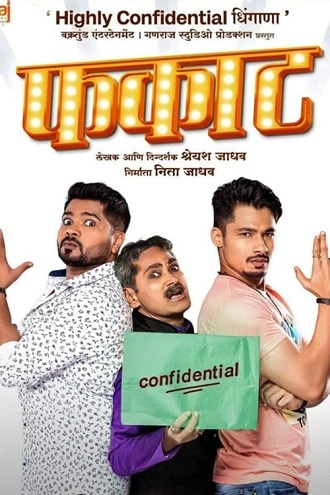 ' Highly Confidential धिंगाणा '
वक्रतुंड एंटरटेनमेंट । गणराज स्टुडिओ प्रोडक्शन प्रस्तुत
फकाट
लेखक आणि दिग्दर्शक श्रेयश जाधव
निर्माता निता जाधव
confidential